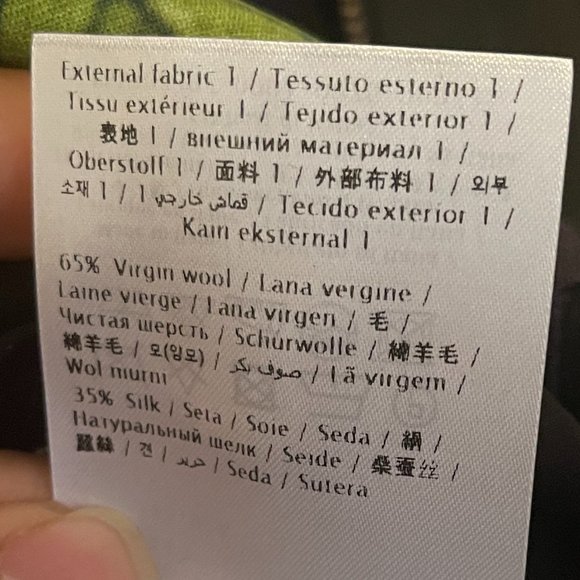 External fabric 1 / Tessuto esterno 1 /
Tissu extérieur 1 / Tejido exterior 1 /
表地 1 / внешний материал 1 /
Oberstoff 1 / 面料 1 / 外部布料 1 / 외부
소재 1 / قماش خارجي 1 / Tecido exterior 1 /
Kain eksternal 1
65% Virgin wool / Lana vergine /
Laine vierge / Lana virgen / 毛 /
Чистая шерсть / Schurwolle / 綿羊毛 /
綿羊毛 / 모(양모) / صوف بكر / Lã virgem /
Wol murni
35% Silk / Seta / Soie / Seda / 絹 /
Натуральный шелк / Seide / 桑蚕丝 /
蠶絲 / 견 / حرير / Seda / Sutera